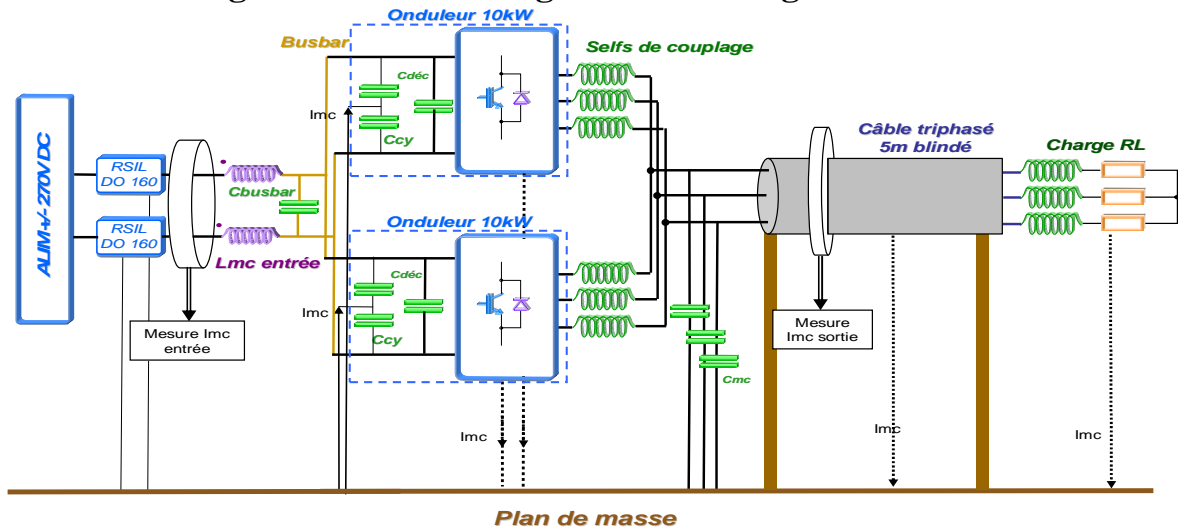 Onduleur 10kW
Busbar
Selfs de couplage
Cdéc
Imc
Ccy
ALIM+/- 270V DC
RSIL
DO 160
Câble triphasé
5m blindé
Charge RL
Cbusbar
RSIL
DO 160
Onduleur 10kW
Lmc entrée
Cdéc
Imc
Mesure Imc
entrée
Ccy
Mesure
Imc sortie
Cmc
Imc
Imc
Imc
Plan de masse